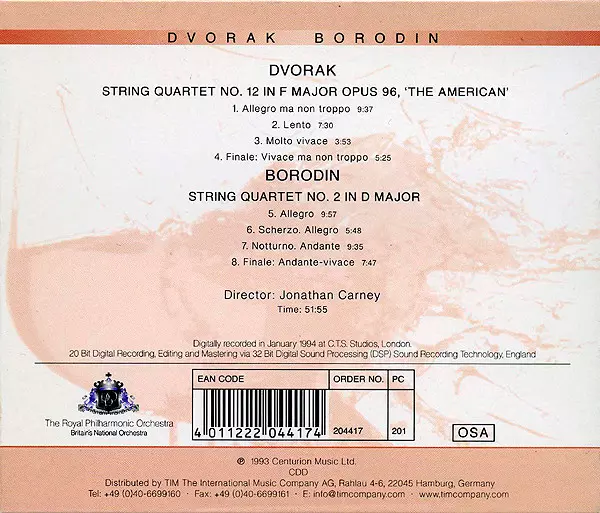 DVORAK BORODIN
DVORAK
STRING QUARTET NO. 12 IN F MAJOR OPUS 96, 'THE AMERICAN'
1. Allegro ma non troppo 9:37
2. Lento 7:30
3. Molto vivace 3:53
4. Finale: Vivace ma non troppo 5:25
BORODIN
STRING QUARTET NO. 2 IN D MAJOR
5. Allegro 9:57
6. Scherzo. Allegro 5:48
7. Notturno. Andante 9:35
8. Finale: Andante-vivace 7:47
Director: Jonathan Carney
Time: 51:55
Digitally recorded in January 1994 at C.T.S. Studios, London.
20 Bit Digital Recording, Editing and Mastering via 32 Bit Digital Sound Processing (DSP) Sound Recording Technology, England
The Royal Philharmonic Orchestra
Britain's National Orchestra
EAN CODE
4 011222 044174
ORDER NO.
204417
PC
201
OSA
℗ 1993 Centurion Music Ltd.
CDD
Distributed by TIM The International Music Company AG, Rahlau 4-6, 22045 Hamburg, Germany
Tel: +49 (0)40-6699160 · Fax: +49 (0)40-6699161 · E: info@timcompany.com · www.timcompany.com